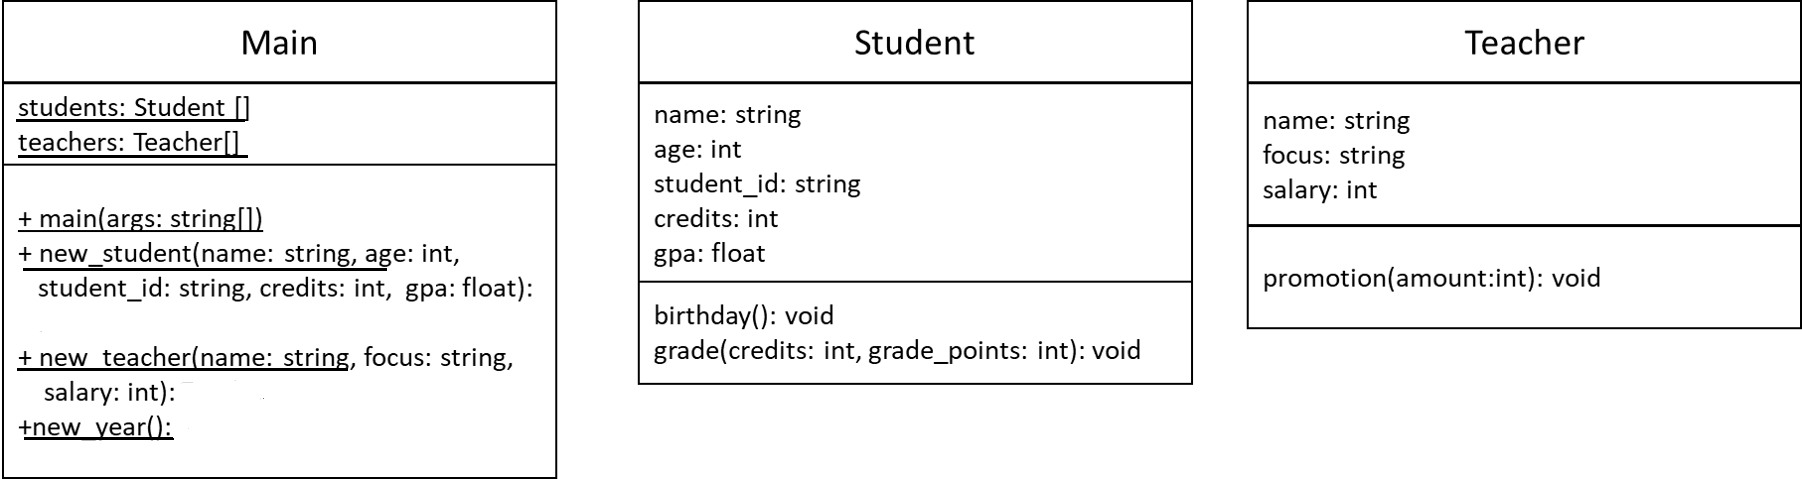 Main
students: Student []
teachers: Teacher[]
+ main(args: string[])
+ new_student(name: string, age: int,
student_id: string, credits: int, gpa: float):
+ new_teacher(name: string, focus: string,
salary: int):
+new_year():
Student
name: string
age: int
student_id: string
credits: int
gpa: float
birthday(): void
grade(credits: int, grade_points: int): void
Teacher
name: string
focus: string
salary: int
promotion(amount:int): void